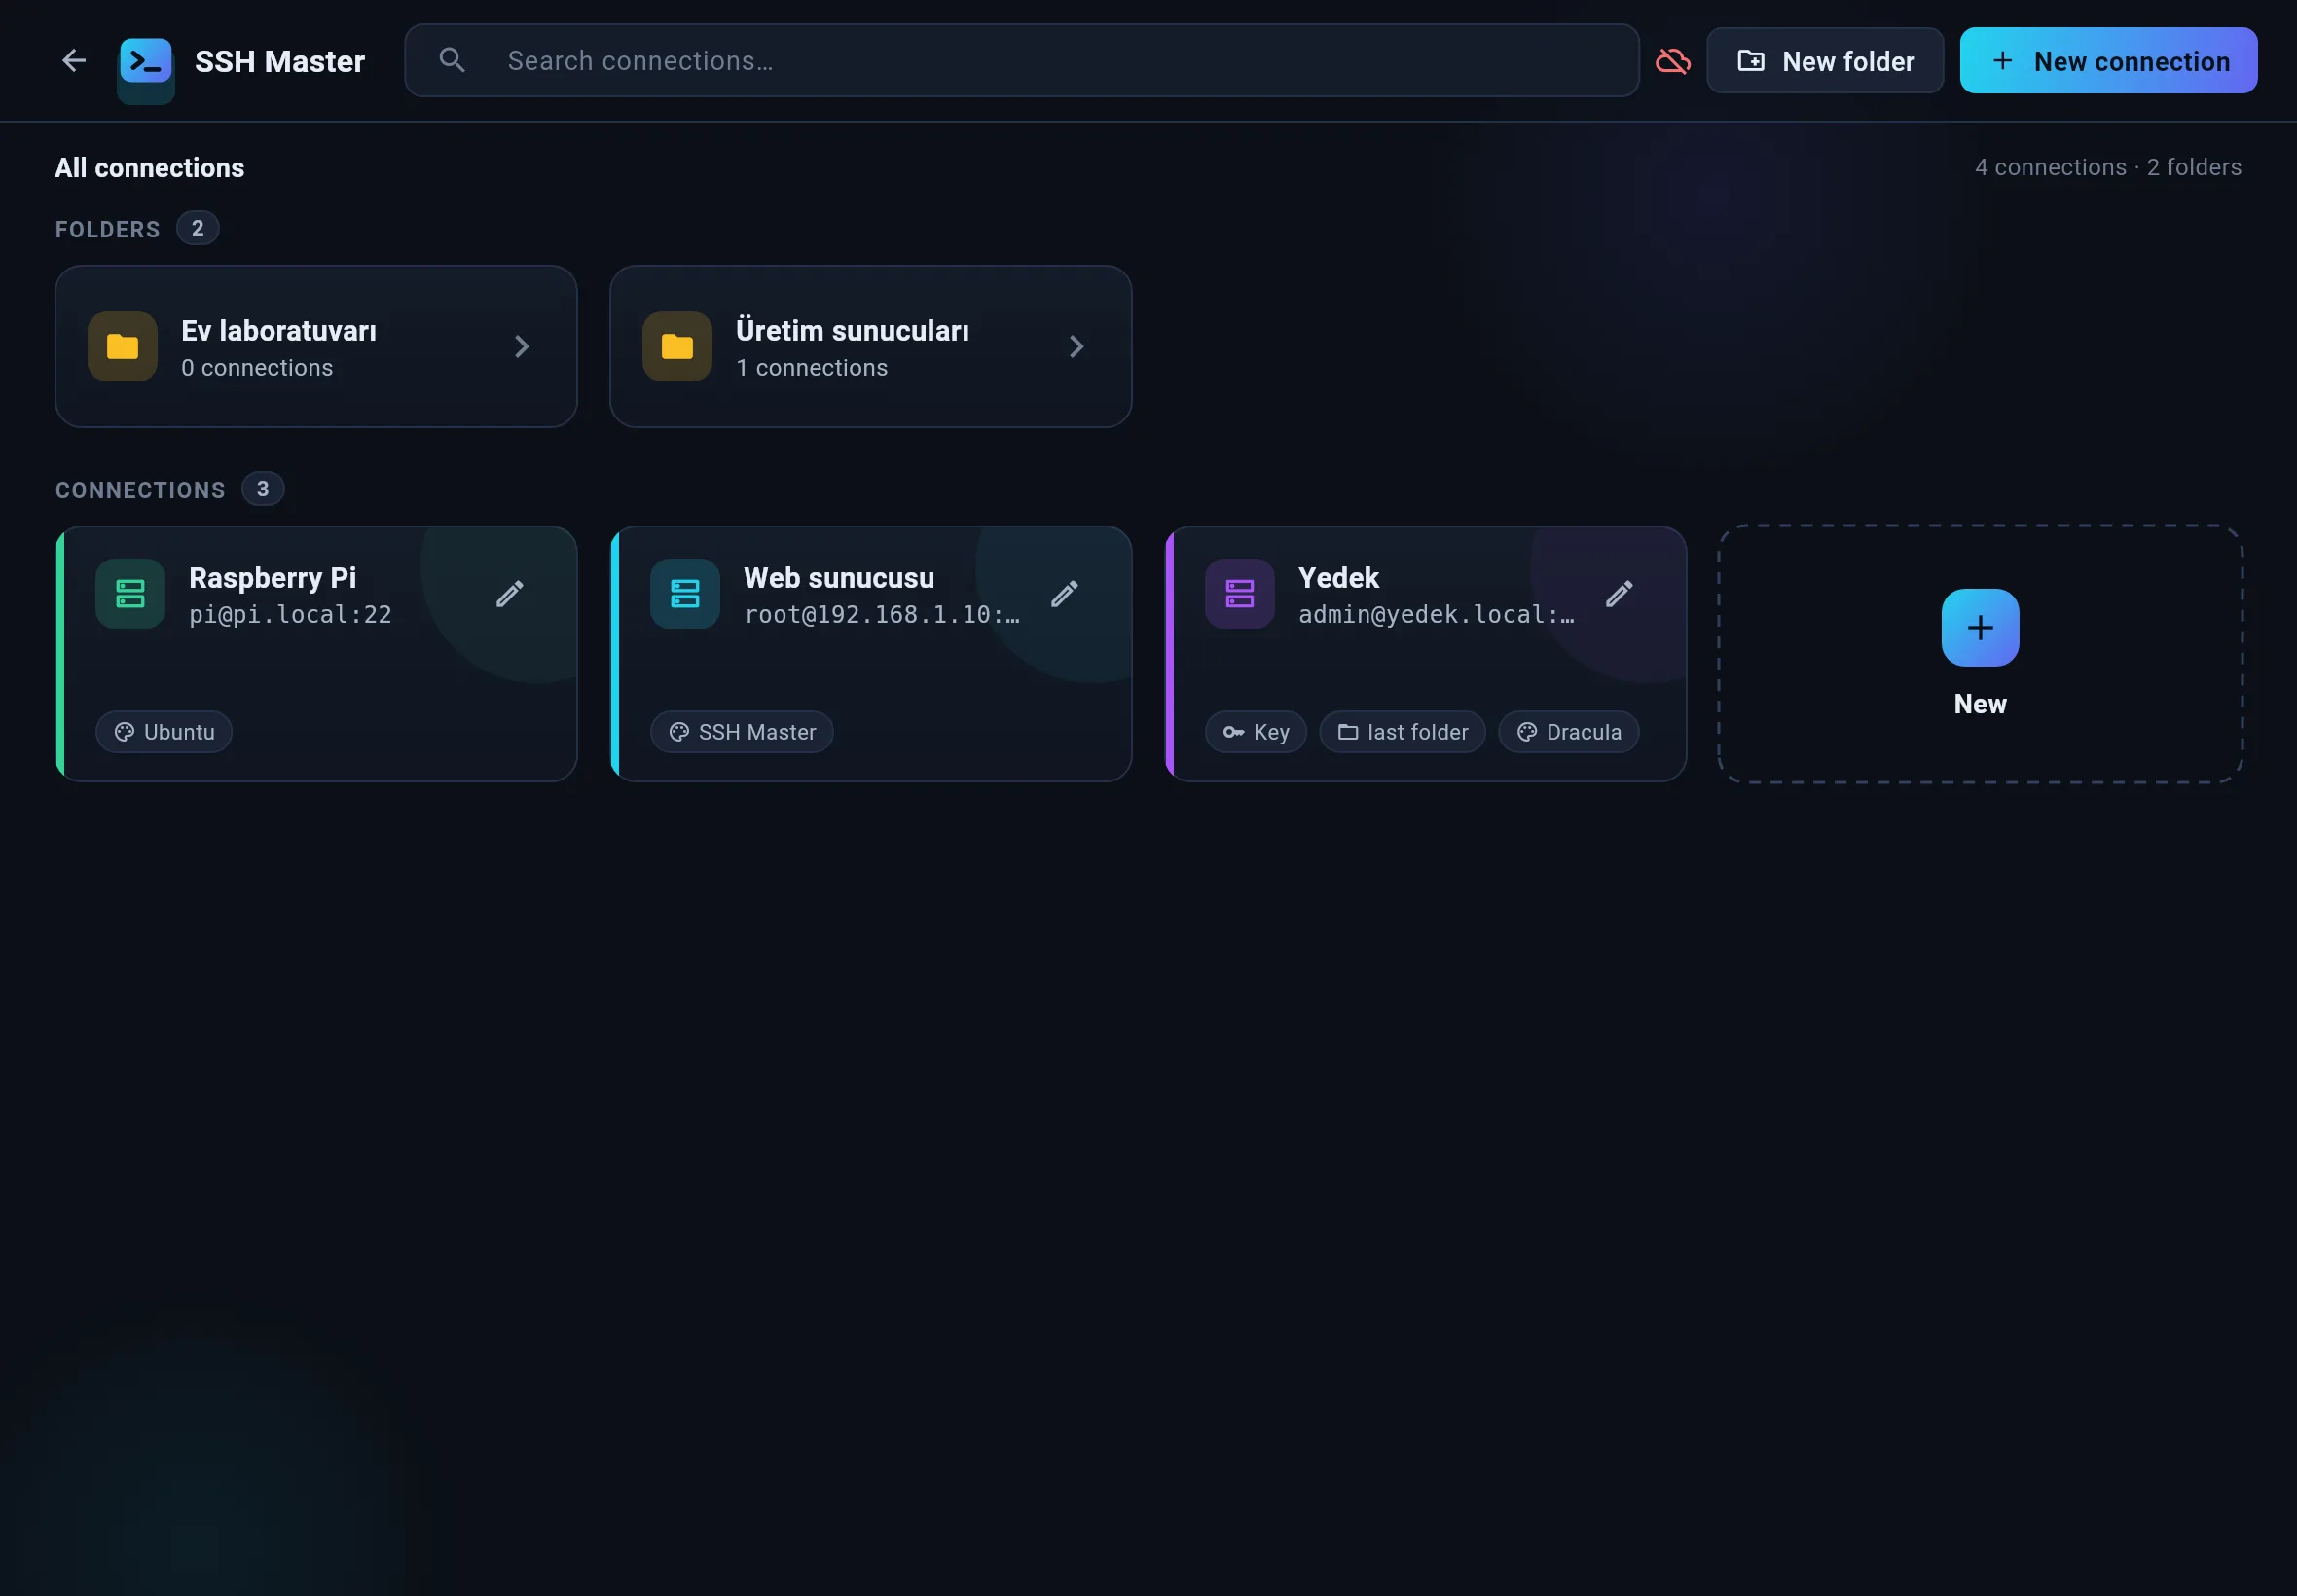 SSH Master
Search connections…
New folder
New connection
All connections
4 connections · 2 folders
FOLDERS 2
Ev laboratuvarı
0 connections
Üretim sunucuları
1 connections
CONNECTIONS 3
Raspberry Pi
pi@pi.local:22
Ubuntu
Web sunucusu
root@192.168.1.10:…
SSH Master
Yedek
admin@yedek.local:…
Key
last folder
Dracula
New